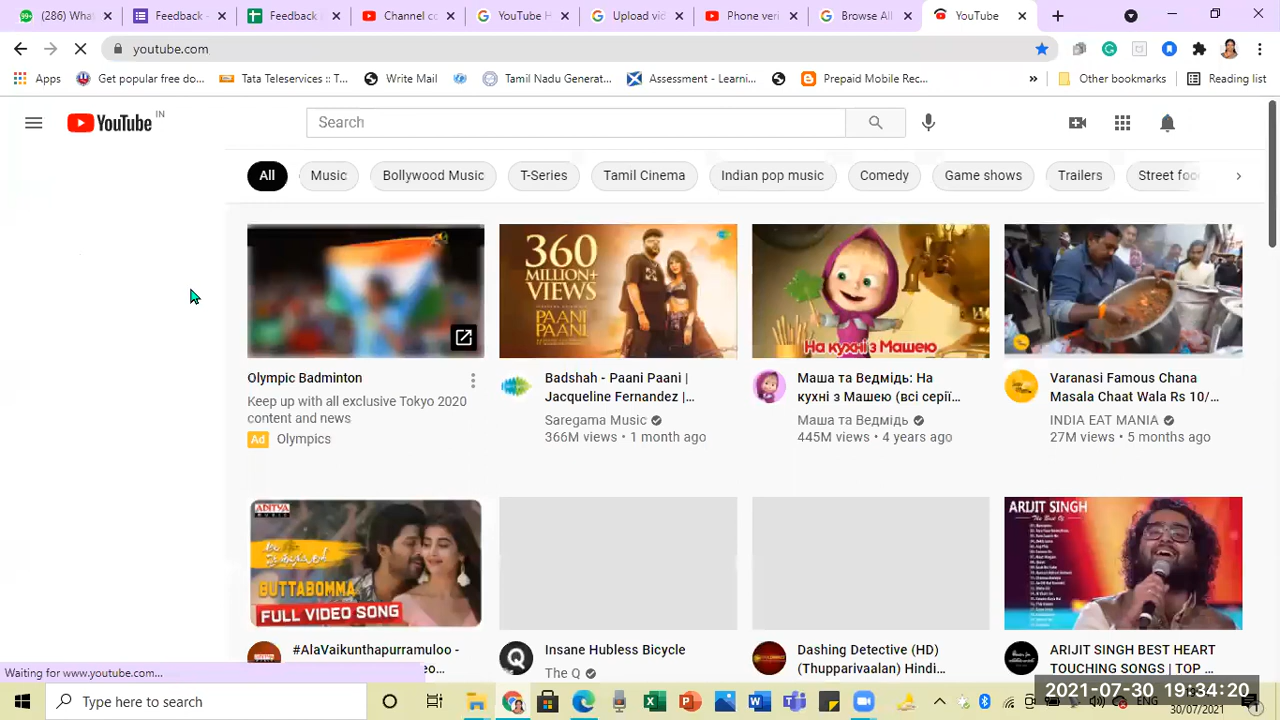 99+
(286)
Feedback
Feedback
Channel co
YouTube H
Upload vid
Phone veri
Browse All
YouTube
youtube.com
Apps
Get popular free do...
Tata Teleservices :: T...
Write Mail
Tamil Nadu Generat...
Assessment - Learni...
Prepaid Mobile Rec...
»
Other bookmarks
Reading list
YouTube IN
Search
All
Music
Bollywood Music
T-Series
Tamil Cinema
Indian pop music
Comedy
Game shows
Trailers
Street foo
360
MILLION+
VIEWS
PAANI
PAANI
На кухні з Машею
Olympic Badminton
Keep up with all exclusive Tokyo 2020
content and news
Ad Olympics
Badshah - Paani Paani |
Jacqueline Fernandez |...
Saregama Music
366M views • 1 month ago
Маша та Ведмідь: На
кухні з Машею (всі серії...
Маша та Ведмідь
445M views • 4 years ago
Varanasi Famous Chana
Masala Chaat Wala Rs 10/...
INDIA EAT MANIA
27M views • 5 months ago
ADITYA
MUSIC
BUTTABO
FULL VIDEO SONG
ARIJIT SINGH
The Best Of
#AlaVaikunthapurramuloo -
Insane Hubless Bicycle
The Q
Dashing Detective (HD)
(Thupparivaalan) Hindi...
ARIJIT SINGH BEST HEART
TOUCHING SONGS | TOP ...
Waiting for www.youtube.com...
Type here to search
2021-07-30 19:34:20
ENG
30/07/2021